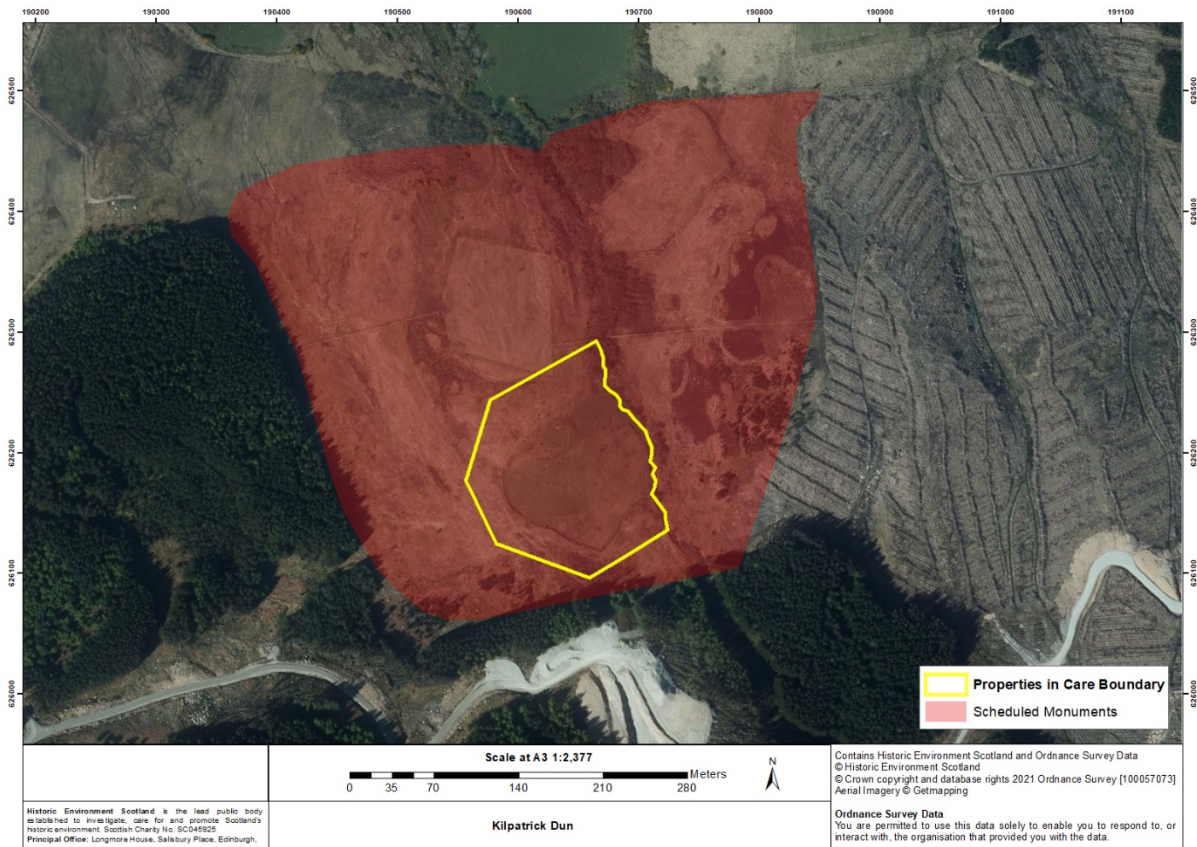 190200 190300 190400 190500 190600 190700 190800 190900 191000 191100
626500 626500
626400 626400
626300 626300
626200 626200
626100 626100
626000 626000
Properties in Care Boundary
Scheduled Monuments
Historic Environment Scotland is the lead public body
established to investigate, care for and promote Scotland's
historic environment. Scottish Charity No. SC045925
Principal Office: Longmore House, Salisbury Place, Edinburgh,
Scale at A3 1:2,377
Meters
0 35 70 140 210 280
N
Kilpatrick Dun
Contains Historic Environment Scotland and Ordnance Survey Data
© Historic Environment Scotland
© Crown copyright and database rights 2021 Ordnance Survey [100057073]
Aerial Imagery © Getmapping
Ordnance Survey Data
You are permitted to use this data solely to enable you to respond to, or
interact with, the organisation that provided you with the data.